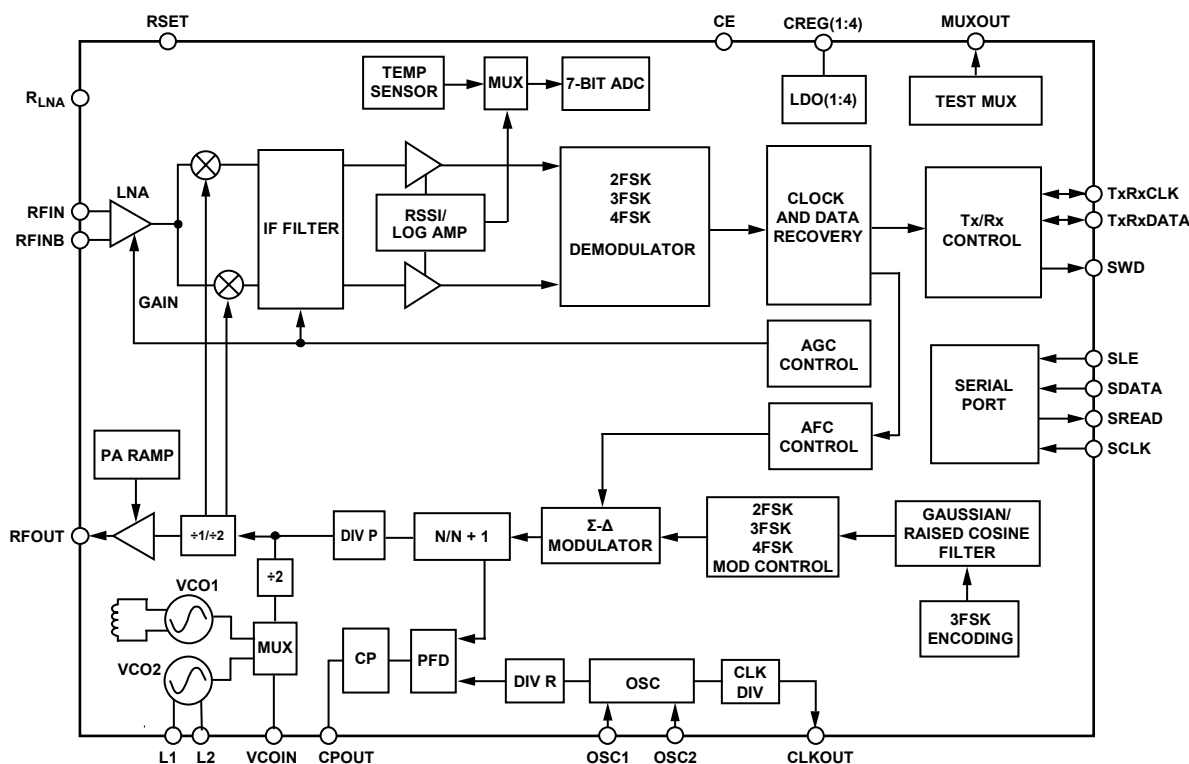 RSET
CE
CREG(1:4)
MUXOUT
RLNA
TEMP
SENSOR
MUX
7-BIT ADC
LDO(1:4)
TEST MUX
LNA
RFIN
RFINB
GAIN
IF FILTER
RSSI/
LOG AMP
2FSK
3FSK
4FSK
DEMODULATOR
CLOCK
AND DATA
RECOVERY
Tx/Rx
CONTROL
TxRxCLK
TxRxDATA
SWD
AGC
CONTROL
SERIAL
PORT
SLE
SDATA
SREAD
SCLK
AFC
CONTROL
PA RAMP
RFOUT
÷1/÷2
DIV P
N/N + 1
Σ-Δ
MODULATOR
2FSK
3FSK
4FSK
MOD CONTROL
GAUSSIAN/
RAISED COSINE
FILTER
÷2
VCO1
MUX
3FSK
ENCODING
VCO2
CP
PFD
DIV R
OSC
CLK
DIV
L1
L2
VCOIN
CPOUT
OSC1
OSC2
CLKOUT